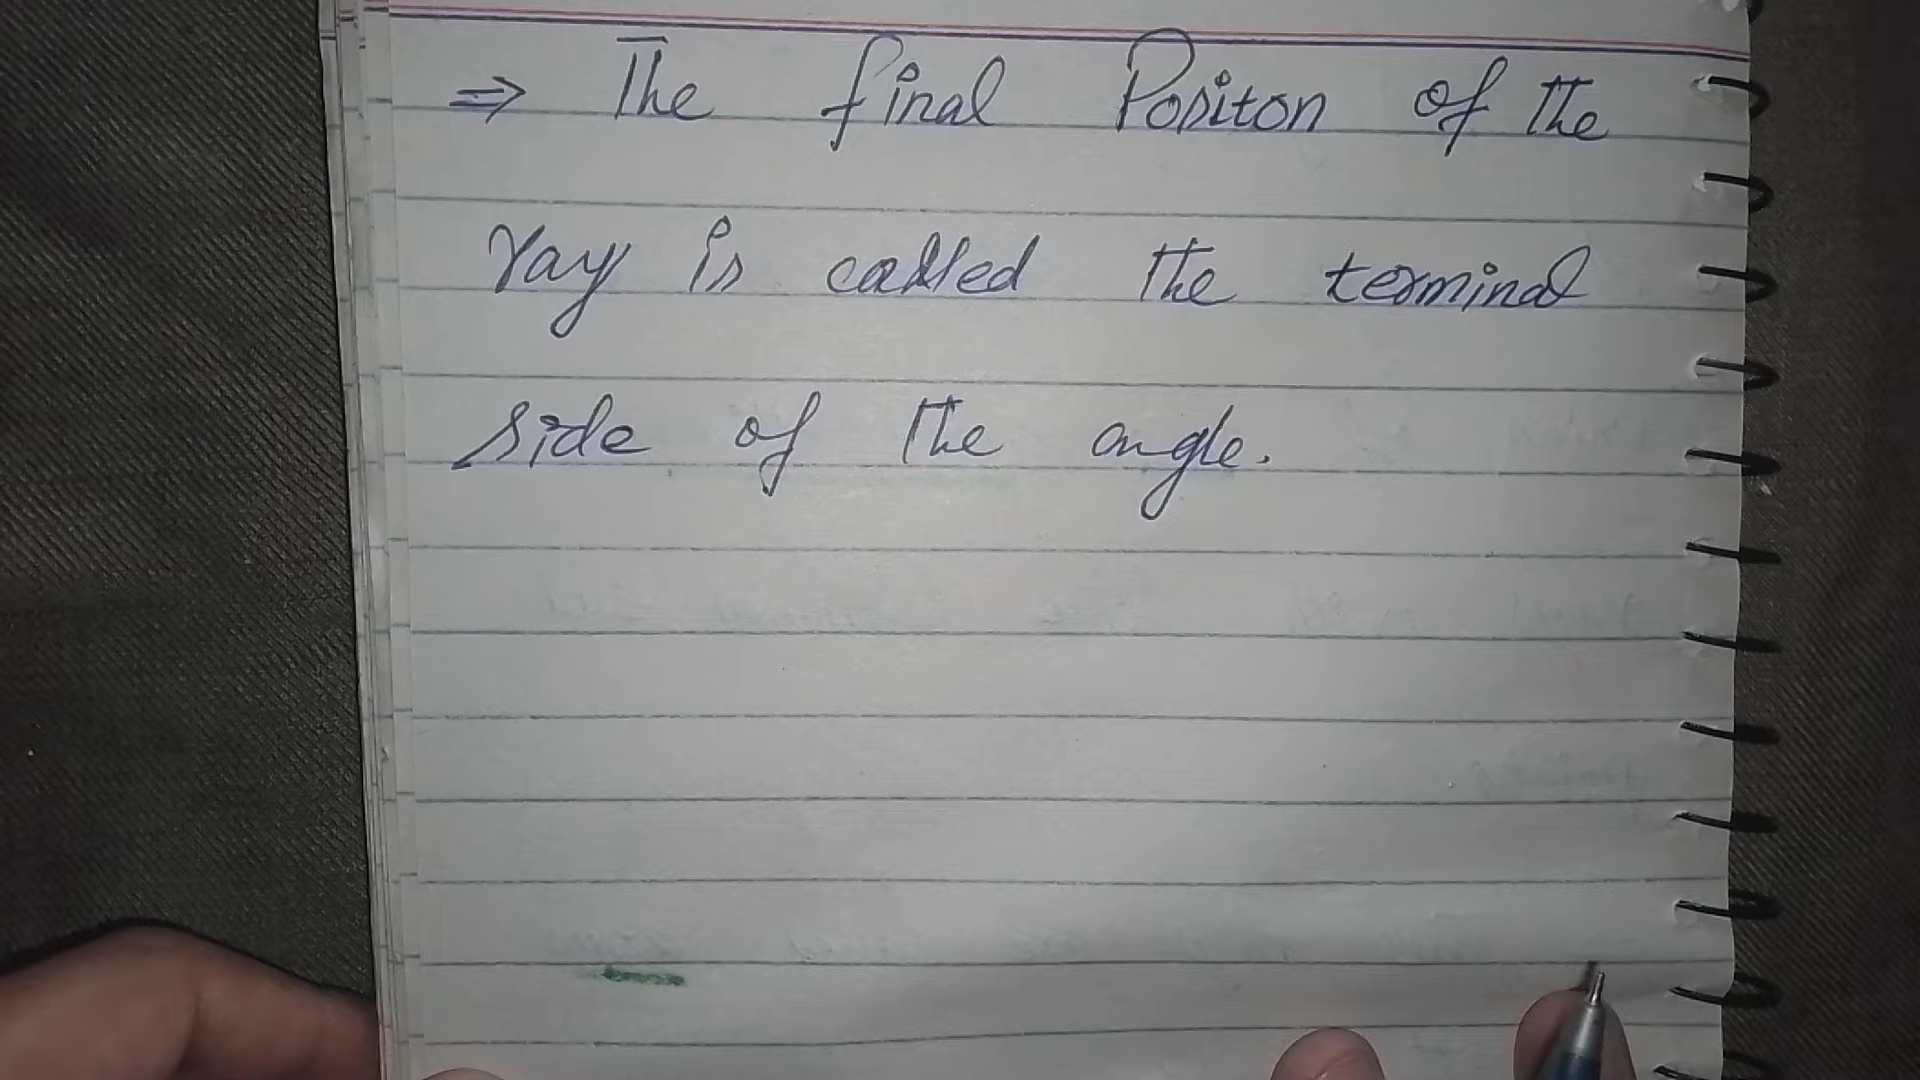 ⇒ The final Positon of the
ray is called the terminal
side of the angle.